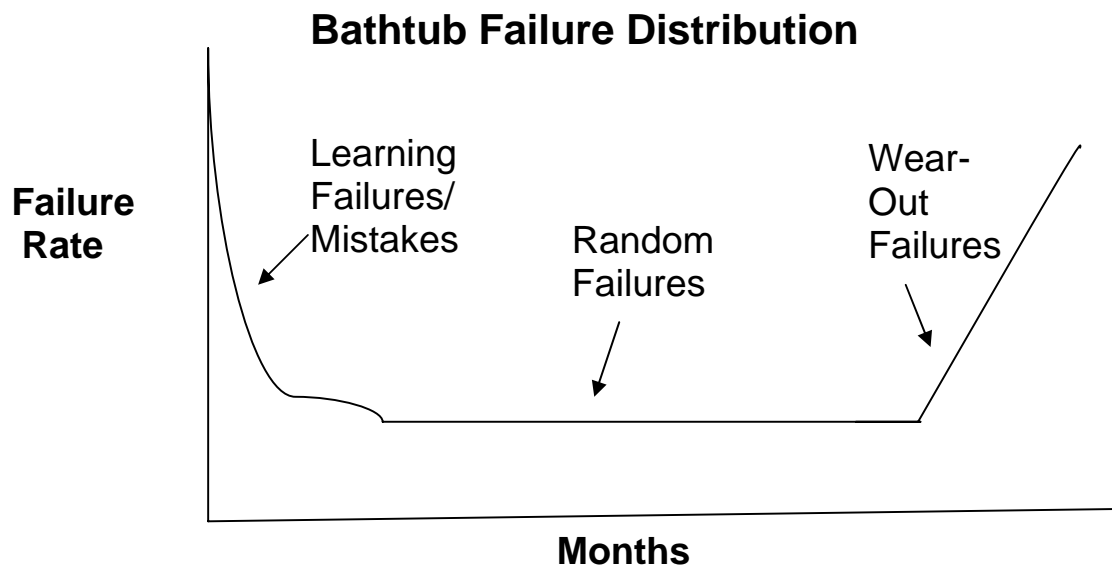 Bathtub Failure Distribution
Learning
Failures/
Mistakes
Failure
Rate
Random
Failures
Wear-
Out
Failures
Months